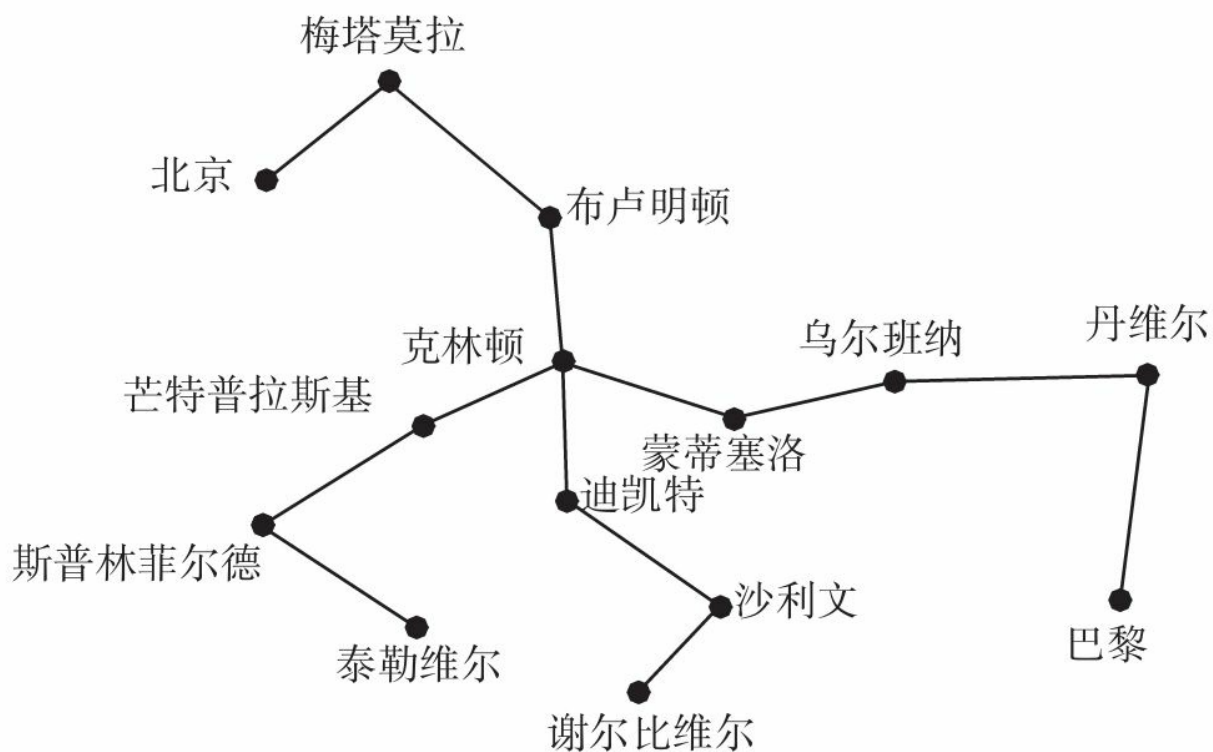 梅塔莫拉
北京
布卢明顿
克林顿
乌尔班纳
丹维尔
芒特普拉斯基
蒙蒂塞洛
迪凯特
斯普林菲尔德
沙利文
泰勒维尔
巴黎
谢尔比维尔